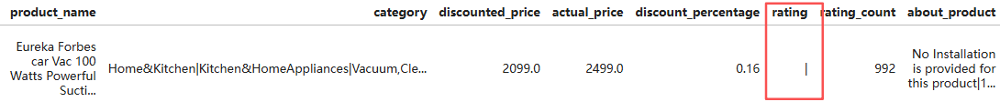 product_name category discounted_price actual_price discount_percentage rating rating_count about_product
Eureka Forbes
car Vac 100
Watts Powerful
Sucti...
Home&Kitchen|Kitchen&HomeAppliances|Vacuum,Cle... 2099.0 2499.0 0.16 | 992
No Installation
is provided for
this product|1...